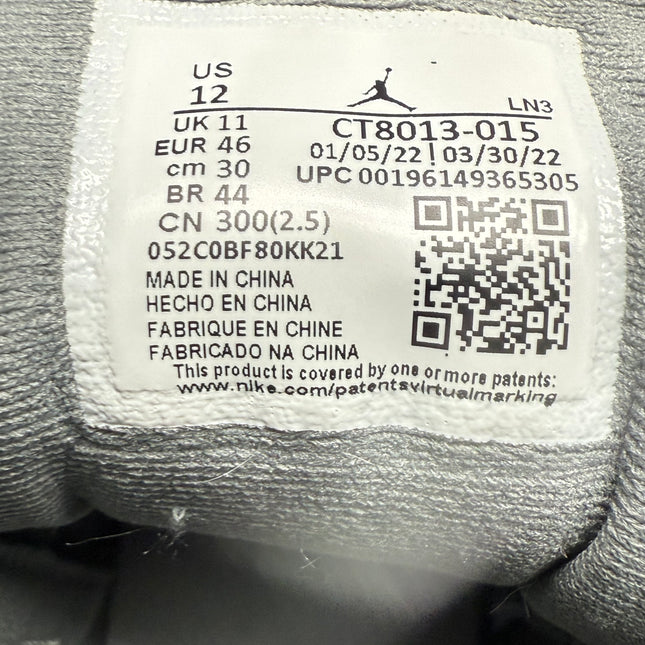 US
12
LN3
UK 11
CT8013-015
EUR 46
01/05/22 | 03/30/22
cm 30
UPC 00196149365305
BR 44
CN 300(2.5)
052C0BF80KK21
MADE IN CHINA
HECHO EN CHINA
FABRIQUE EN CHINE
FABRICADO NA CHINA
This product is covered by one or more patents:
www.nike.com/patentsvirtualmarking